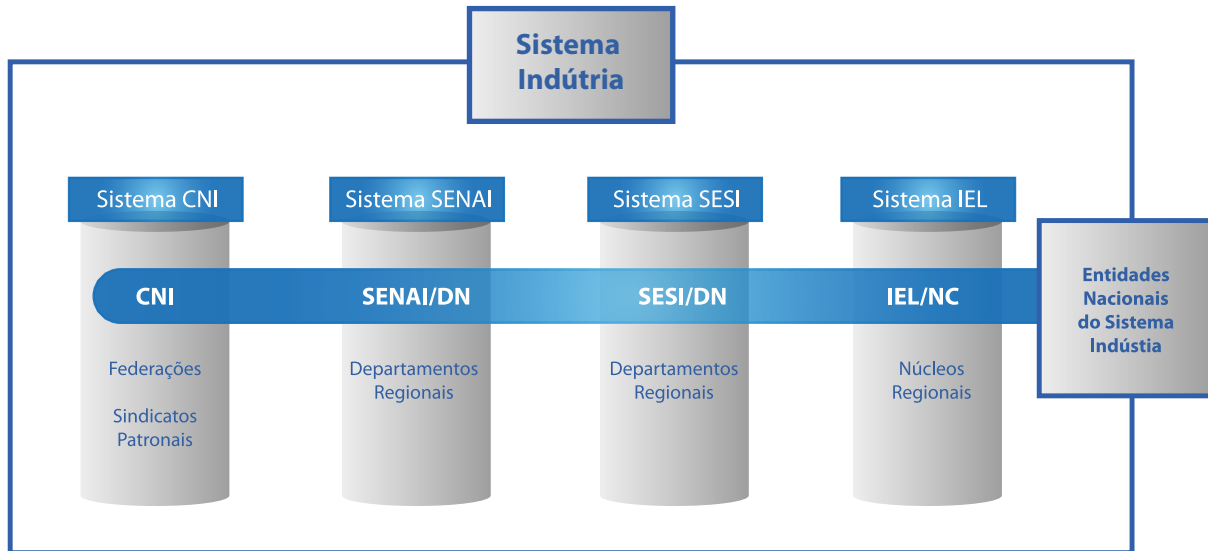 Sistema
Indútria
Sistema CNI
Sistema SENAI
Sistema SESI
Sistema IEL
CNI
SENAI/DN
SESI/DN
IEL/NC
Entidades
Nacionais
do Sistema
Indústia
Federações
Sindicatos
Patronais
Departamentos
Regionais
Departamentos
Regionais
Núcleos
Regionais